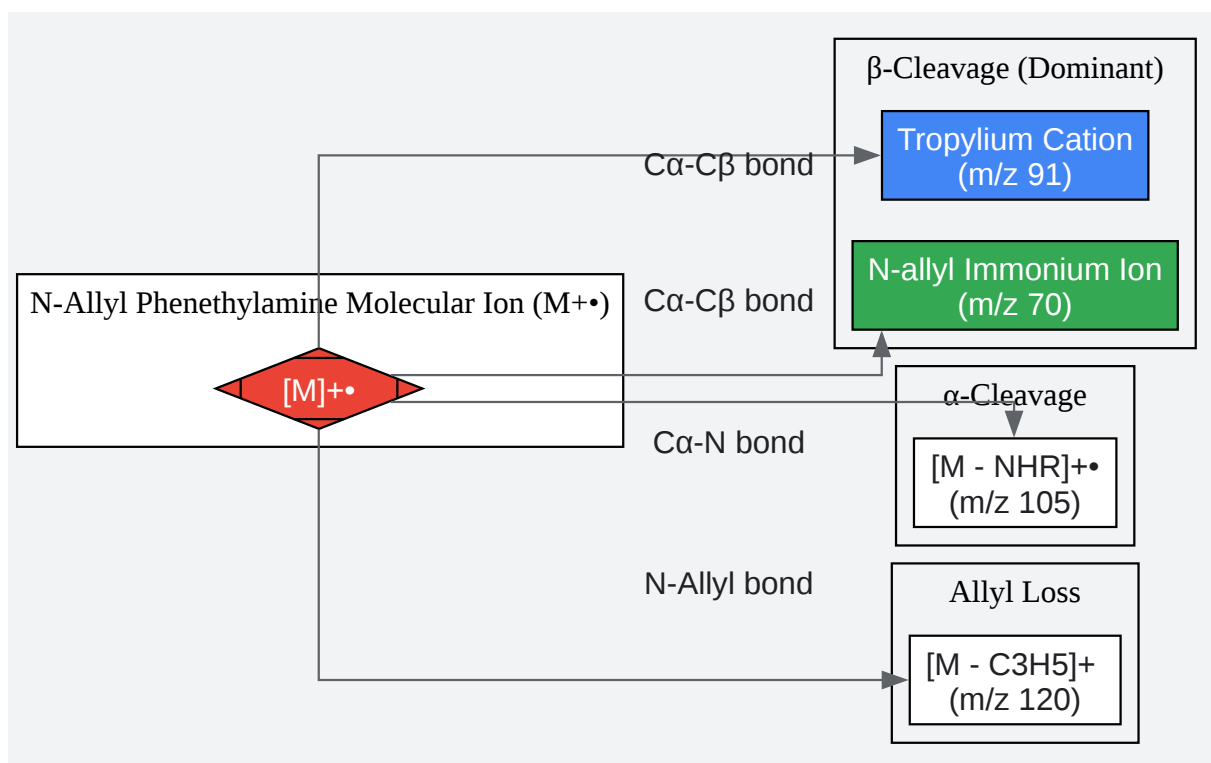 β-Cleavage (Dominant)
Tropylium Cation
(m/z 91)
Cα-Cβ bond
N-allyl Immonium Ion
(m/z 70)
Cα-Cβ bond
N-Allyl Phenethylamine Molecular Ion (M+•)
[M]+•
α-Cleavage
Cα-N bond
[M - NHR]+•
(m/z 105)
N-Allyl bond
Allyl Loss
[M - C3H5]+
(m/z 120)